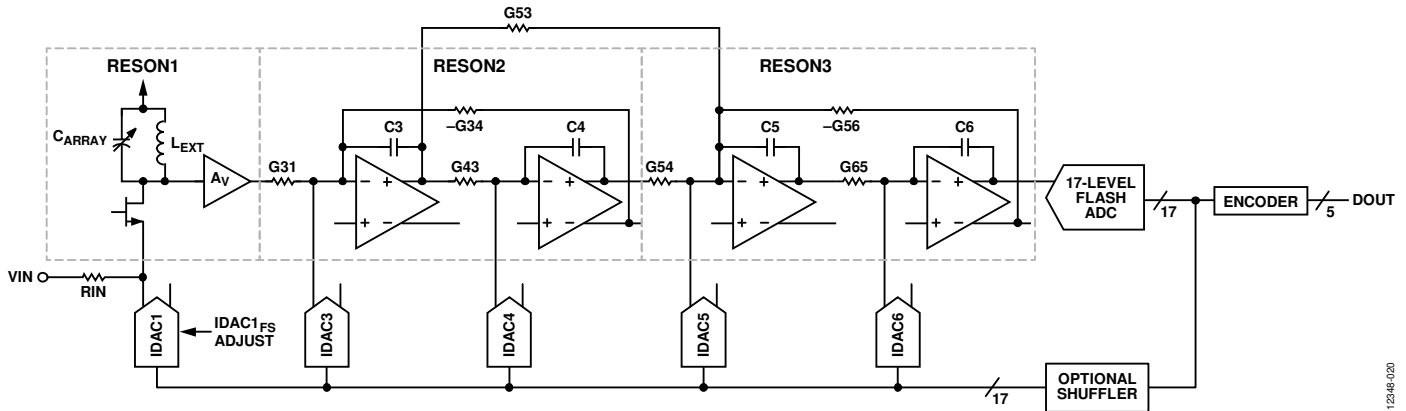 G53
RESON1
RESON2
RESON3
CARRAY
LEXT
AV
G31
–G34
C3
G43
C4
G54
–G56
C5
G65
C6
17-LEVEL
FLASH
ADC
17
ENCODER
5
DOUT
VIN
RIN
IDAC1
IDAC1FS
ADJUST
IDAC3
IDAC4
IDAC5
IDAC6
17
OPTIONAL
SHUFFLER
12348-020